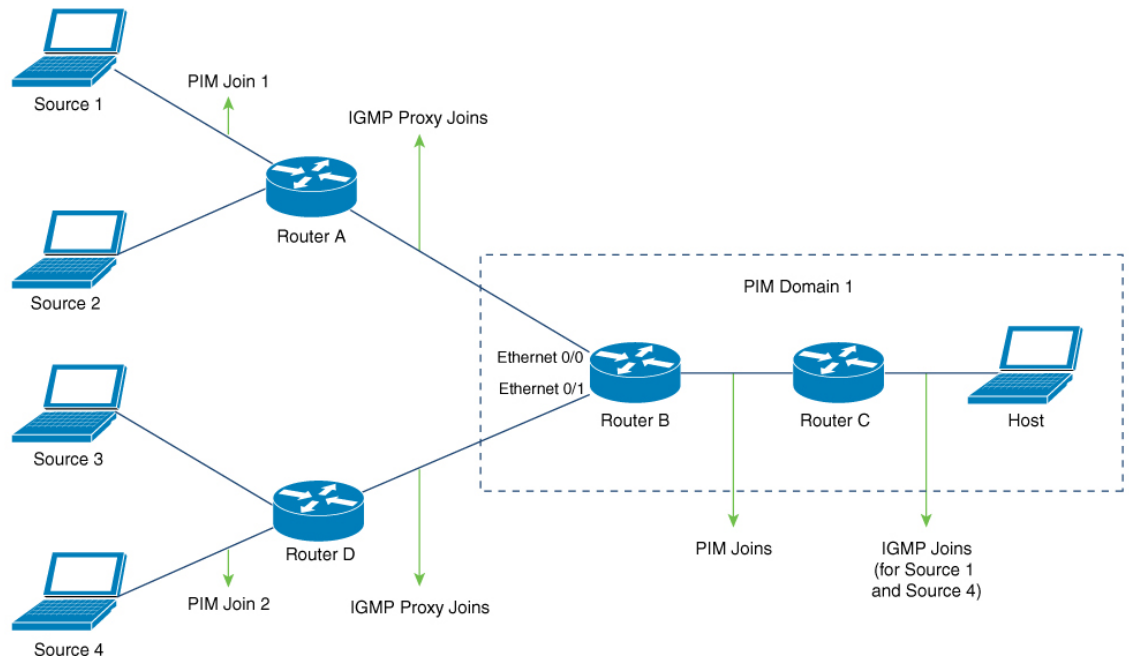 PIM Join 1
Source 1
IGMP Proxy Joins
Router A
Source 2
PIM Domain 1
Ethernet 0/0
Ethernet 0/1
Router B
Router C
Host
Source 3
Router D
PIM Joins
IGMP Joins
(for Source 1
and Source 4)
PIM Join 2
IGMP Proxy Joins
Source 4